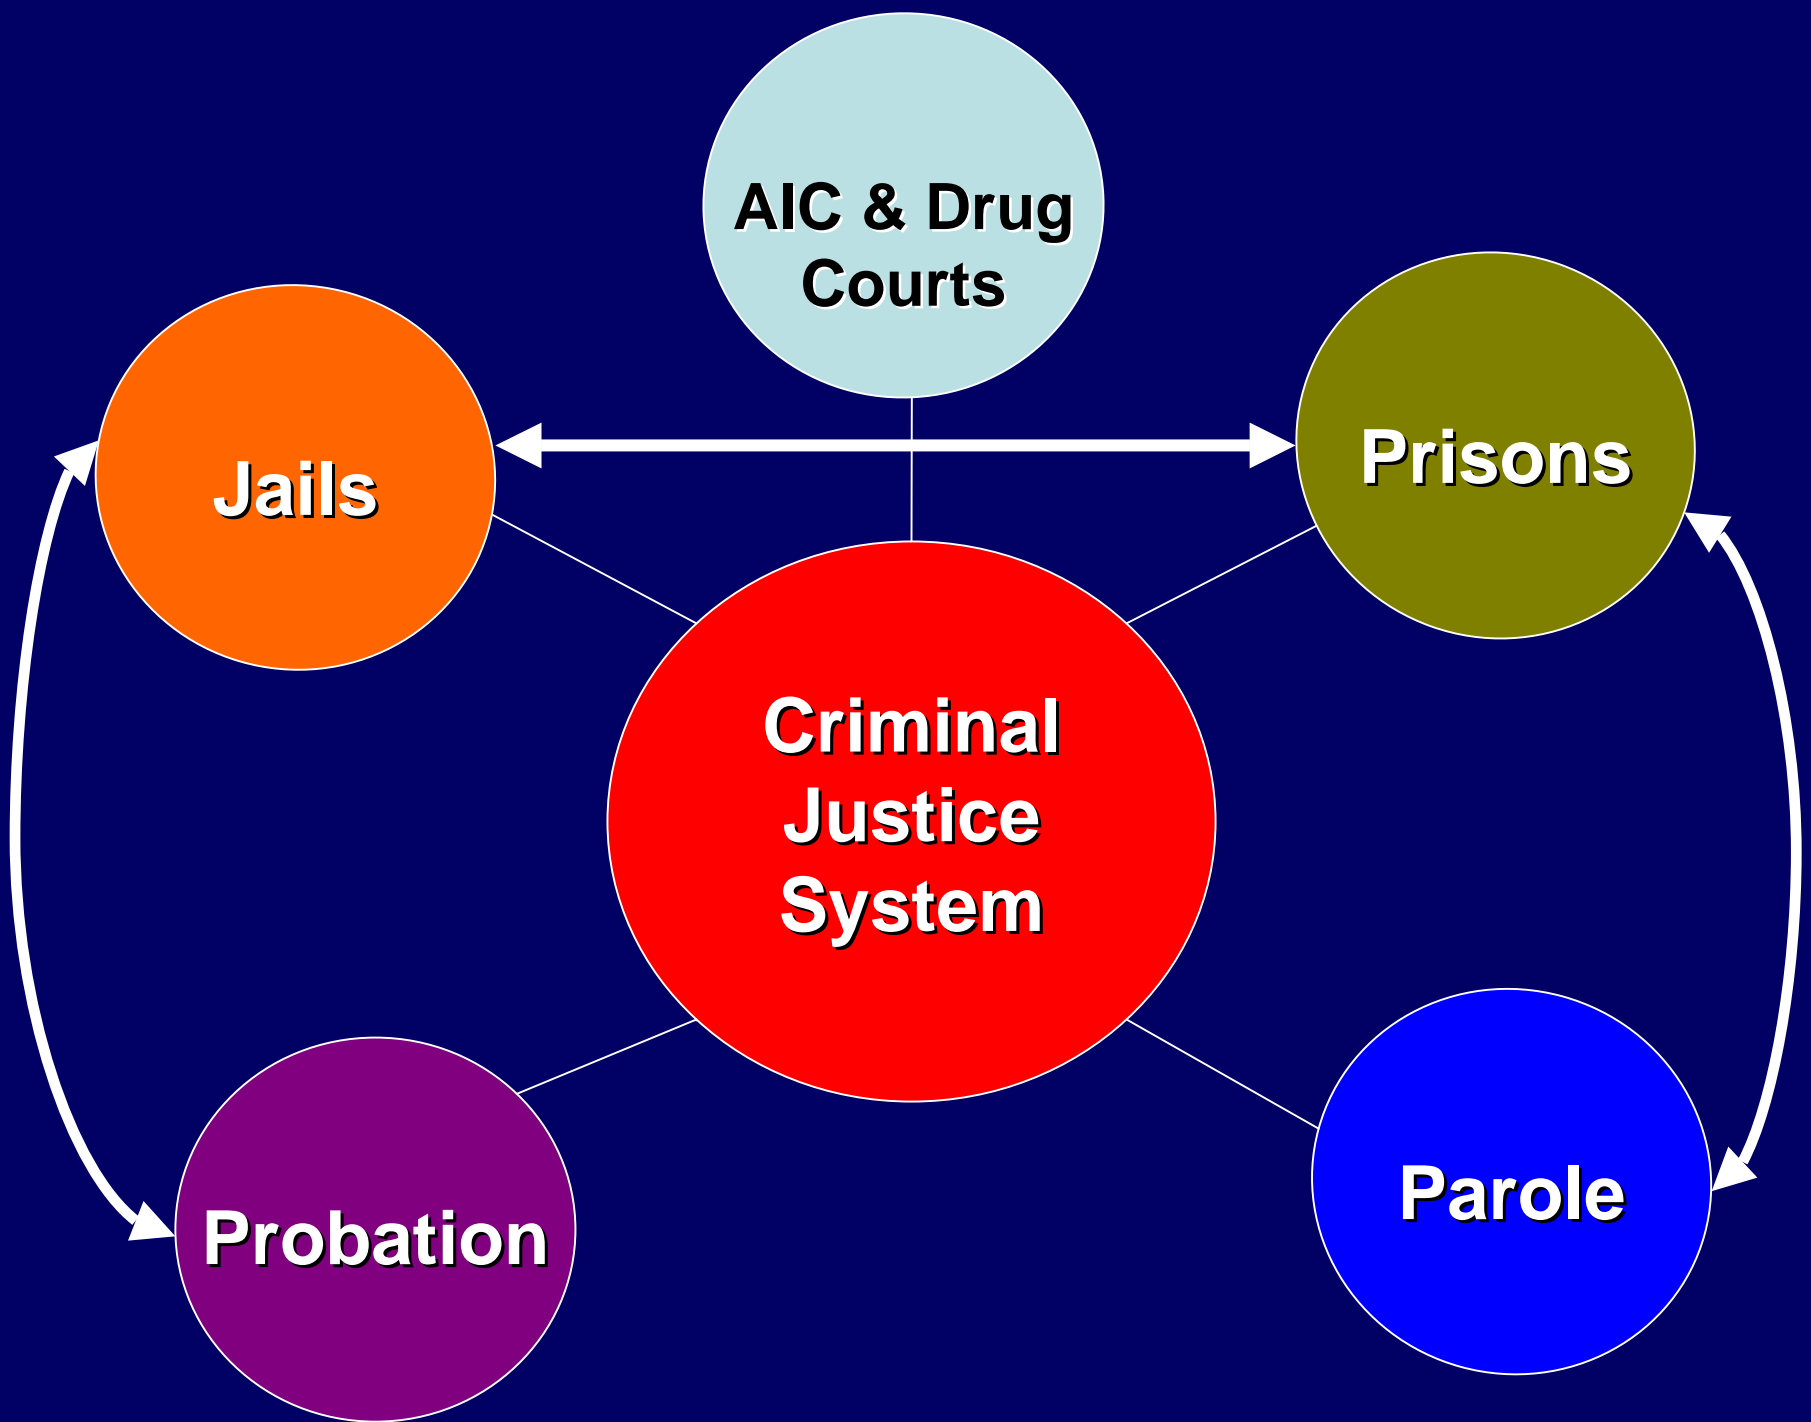 AIC & Drug
Courts
Jails
Prisons
Criminal
Justice
System
Probation
Parole